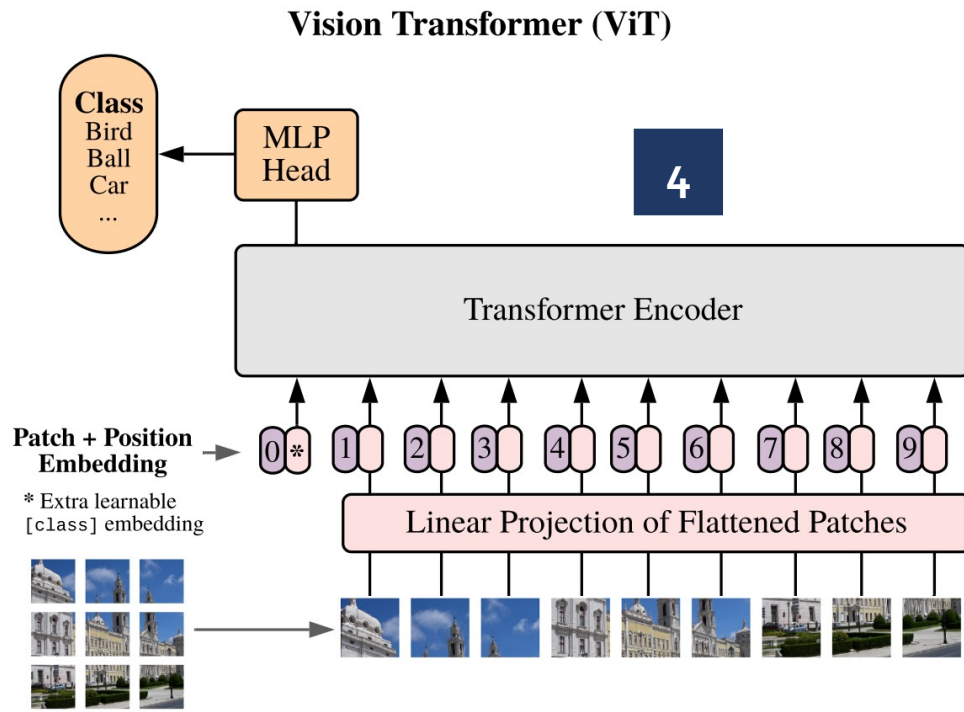 Vision Transformer (ViT)
Class
Bird
Ball
Car
...
MLP
Head
4
Transformer Encoder
Patch + Position
Embedding
0 * 1 2 3 4 5 6 7 8 9
* Extra learnable
[class] embedding
Linear Projection of Flattened Patches